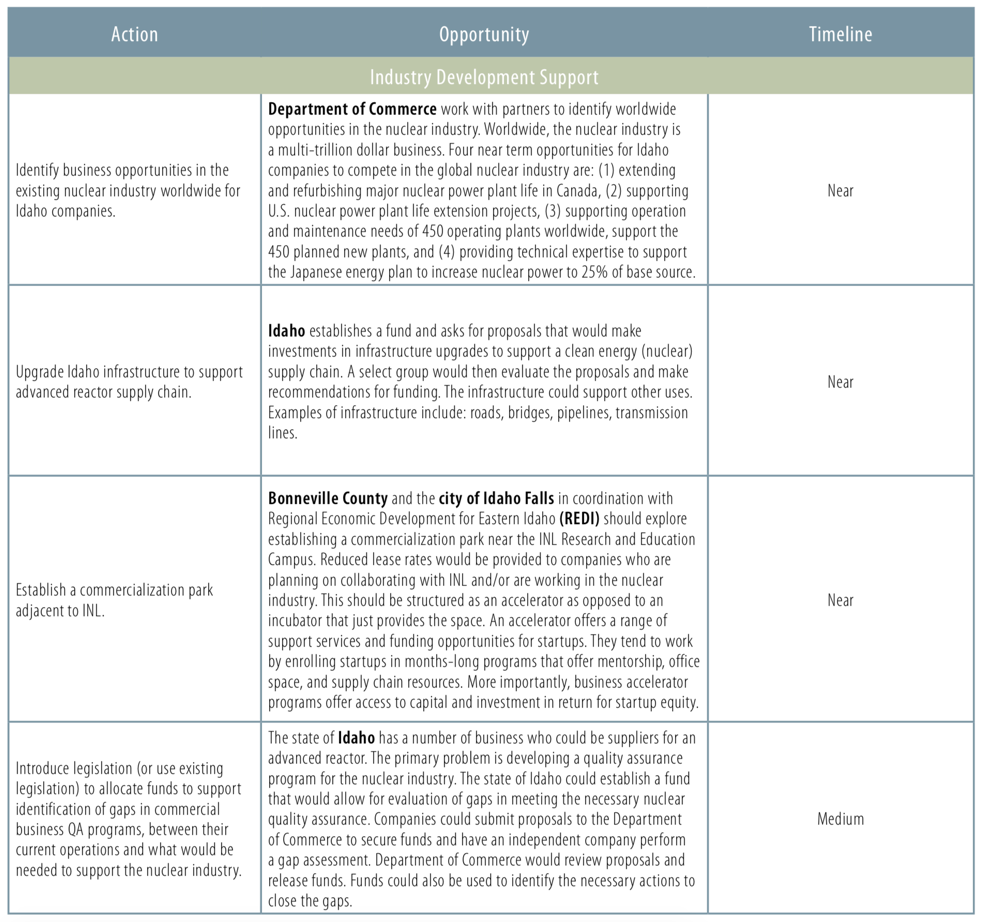 Action
Opportunity
Timeline
Industry Development Support
Identify business opportunities in the
existing nuclear industry worldwide for
Idaho companies.
Department of Commerce work with partners to identify worldwide
opportunities in the nuclear industry. Worldwide, the nuclear industry is
a multi-trillion dollar business. Four near term opportunities for Idaho
companies to compete in the global nuclear industry are: (1) extending
and refurbishing major nuclear power plant life in Canada, (2) supporting
U.S. nuclear power plant life extension projects, (3) supporting operation
and maintenance needs of 450 operating plants worldwide, support the
450 planned new plants, and (4) providing technical expertise to support
the Japanese energy plan to increase nuclear power to 25% of base source.
Near
Upgrade Idaho infrastructure to support
advanced reactor supply chain.
Idaho establishes a fund and asks for proposals that would make
investments in infrastructure upgrades to support a clean energy (nuclear)
supply chain. A select group would then evaluate the proposals and make
recommendations for funding. The infrastructure could support other uses.
Examples of infrastructure include: roads, bridges, pipelines, transmission
lines.
Near
Establish a commercialization park
adjacent to INL.
Bonneville County and the city of Idaho Falls in coordination with
Regional Economic Development for Eastern Idaho (REDI) should explore
establishing a commercialization park near the INL Research and Education
Campus. Reduced lease rates would be provided to companies who are
planning on collaborating with INL and/or are working in the nuclear
industry. This should be structured as an accelerator as opposed to an
incubator that just provides the space. An accelerator offers a range of
support services and funding opportunities for startups. They tend to work
by enrolling startups in months-long programs that offer mentorship, office
space, and supply chain resources. More importantly, business accelerator
programs offer access to capital and investment in return for startup equity.
Near
Introduce legislation (or use existing
legislation) to allocate funds to support
identification of gaps in commercial
business QA programs, between their
current operations and what would be
needed to support the nuclear industry.
The state of Idaho has a number of business who could be suppliers for an
advanced reactor. The primary problem is developing a quality assurance
program for the nuclear industry. The state of Idaho could establish a fund
that would allow for evaluation of gaps in meeting the necessary nuclear
quality assurance. Companies could submit proposals to the Department
of Commerce to secure funds and have an independent company perform
a gap assessment. Department of Commerce would review proposals and
release funds. Funds could also be used to identify the necessary actions to
close the gaps.
Medium